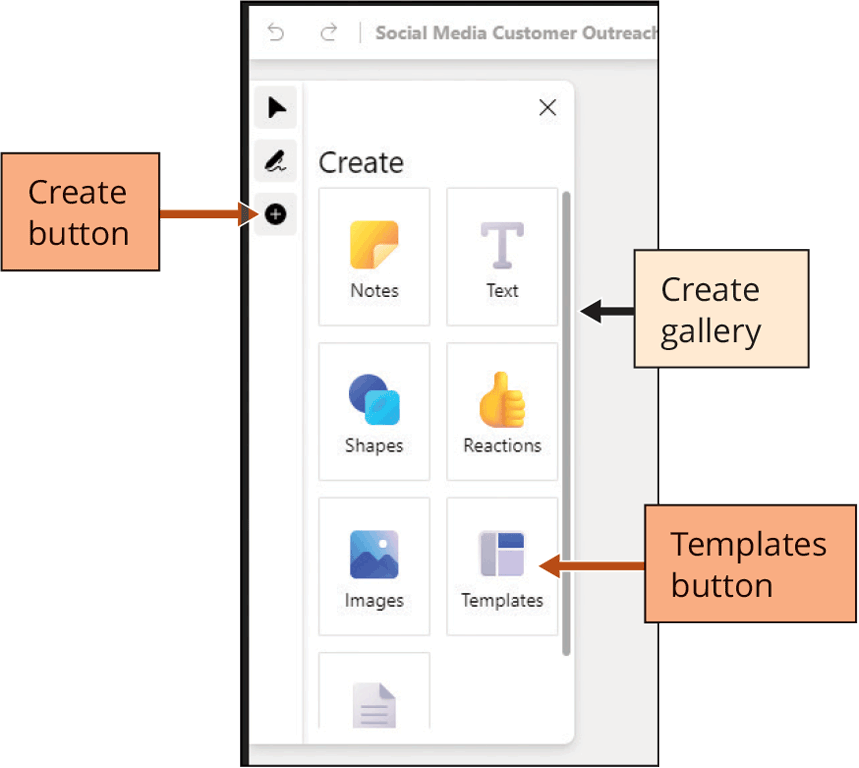 Social Media Customer Outreach
Create
button
Create
Notes
Text
Create
gallery
Shapes
Reactions
Templates
button
Images
Templates